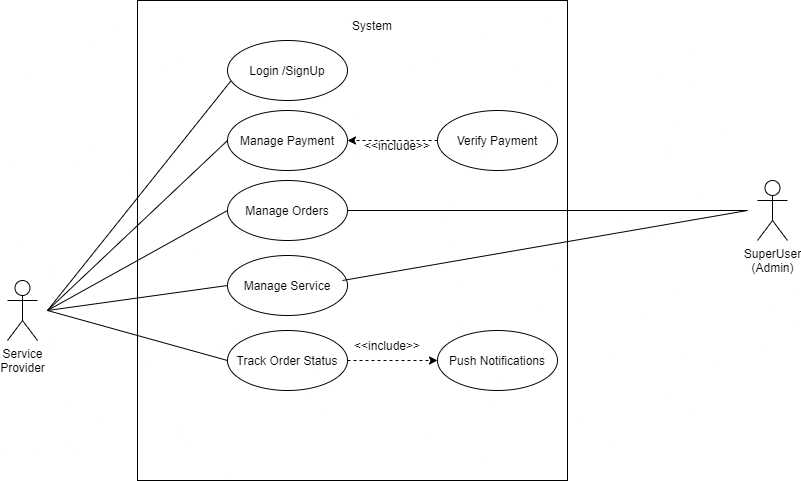 System
Login /SignUp
Manage Payment
<<include>>
Verify Payment
Manage Orders
SuperUser
(Admin)
Manage Service
Service
Provider
Track Order Status
<<include>>
Push Notifications